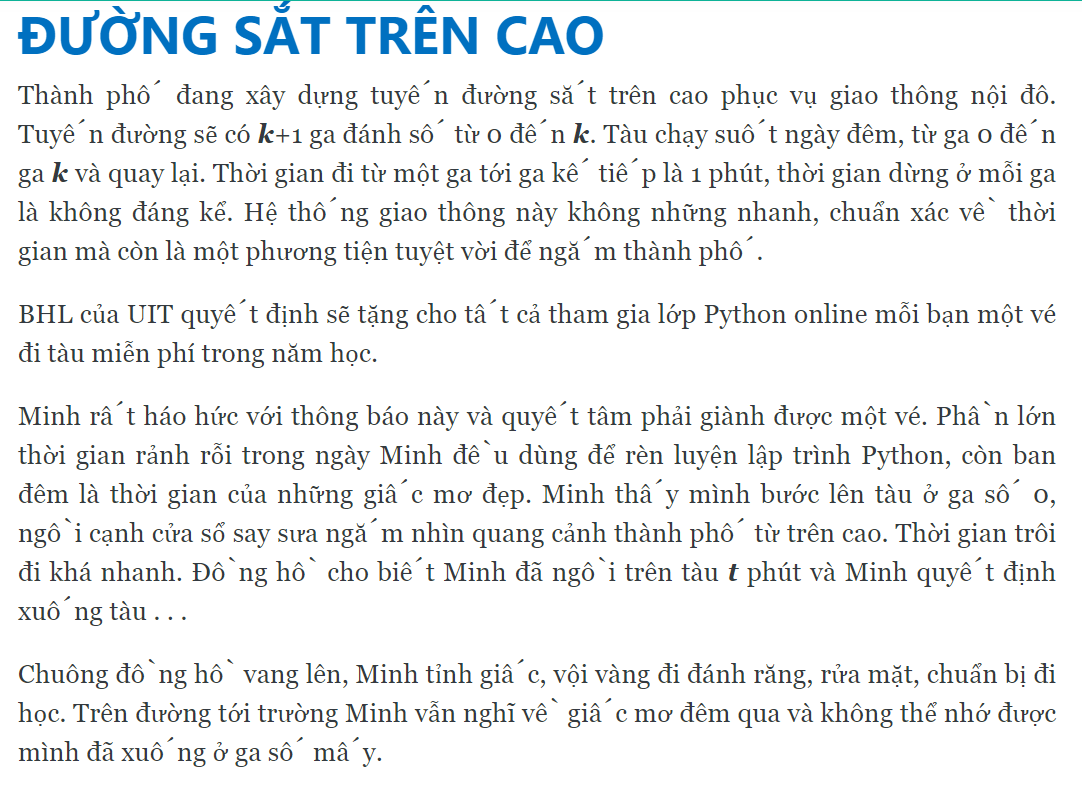 ĐƯỜNG SẮT TRÊN CAO
Thành phố đang xây dựng tuyến đường sắt trên cao phục vụ giao thông nội đô.
Tuyến đường sẽ có k+1 ga đánh số từ 0 đến k. Tàu chạy suốt ngày đêm, từ ga 0 đến
ga k và quay lại. Thời gian đi từ một ga tới ga kế tiếp là 1 phút, thời gian dừng ở mỗi ga
là không đáng kể. Hệ thống giao thông này không những nhanh, chuẩn xác về thời
gian mà còn là một phương tiện tuyệt vời để ngắm thành phố.
BHL của UIT quyết định sẽ tặng cho tất cả tham gia lớp Python online mỗi bạn một vé
đi tàu miễn phí trong năm học.
Minh rất háo hức với thông báo này và quyết tâm phải giành được một vé. Phần lớn
thời gian rảnh rỗi trong ngày Minh đều dùng để rèn luyện lập trình Python, còn ban
đêm là thời gian của những giấc mơ đẹp. Minh thấy mình bước lên tàu ở ga số 0,
ngồi cạnh cửa sổ say sưa ngắm nhìn quang cảnh thành phố từ trên cao. Thời gian trôi
đi khá nhanh. Đồng hồ cho biết Minh đã ngồi trên tàu t phút và Minh quyết định
xuống tàu . . .
Chuông đồng hồ vang lên, Minh tỉnh giấc, vội vàng đi đánh răng, rửa mặt, chuẩn bị đi
học. Trên đường tới trường Minh vẫn nghĩ về giấc mơ đêm qua và không thể nhớ được
mình đã xuống ở ga số mấy.